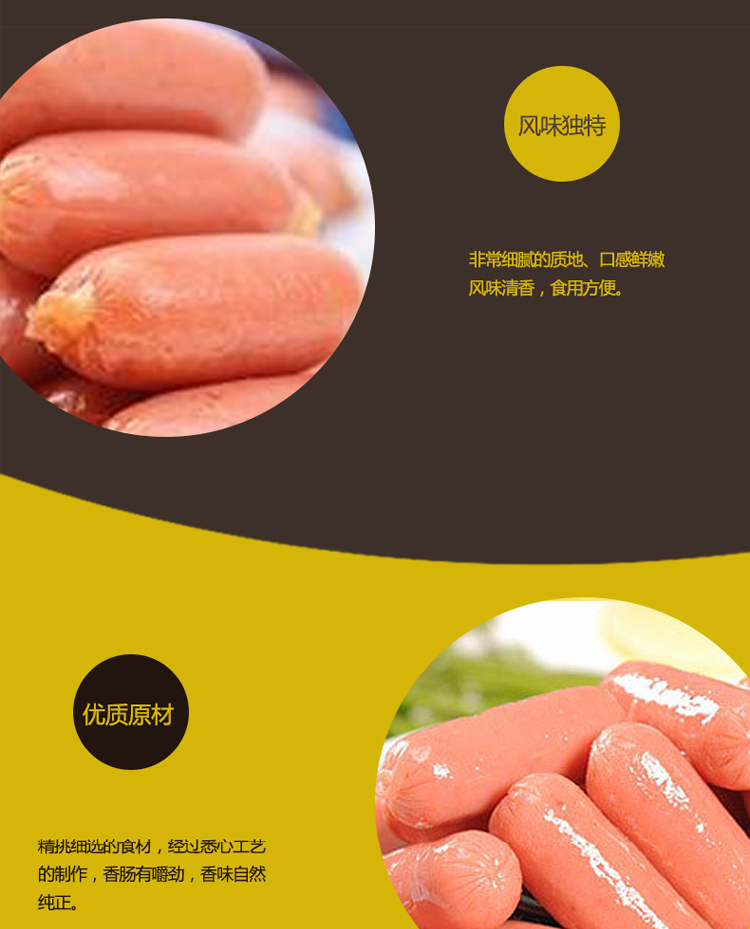 风味独特
非常细腻的质地、口感鲜嫩
风味清香，食用方便。
优质原材
精挑细选的食材，经过悉心工艺
的制作，香肠有嚼劲，香味自然
纯正。